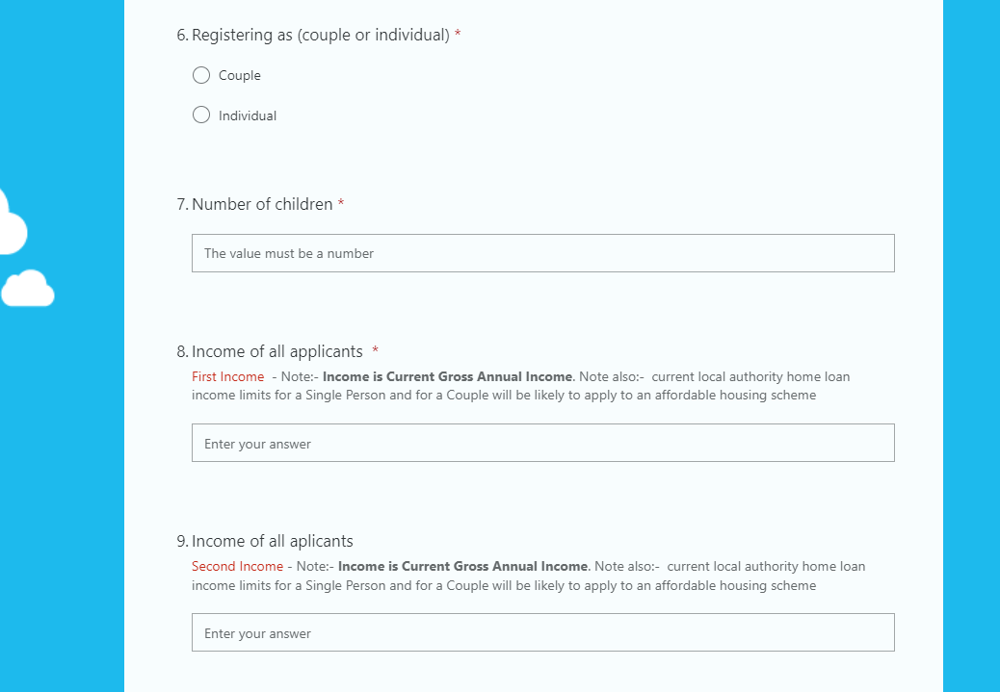 6. Registering as (couple or individual) *
Couple
Individual
7. Number of children *
The value must be a number
8. Income of all applicants *
First Income - Note:- Income is Current Gross Annual Income. Note also:- current local authority home loan
income limits for a Single Person and for a Couple will be likely to apply to an affordable housing scheme
Enter your answer
9. Income of all aplicants
Second Income - Note:- Income is Current Gross Annual Income. Note also:- current local authority home loan
income limits for a Single Person and for a Couple will be likely to apply to an affordable housing scheme
Enter your answer